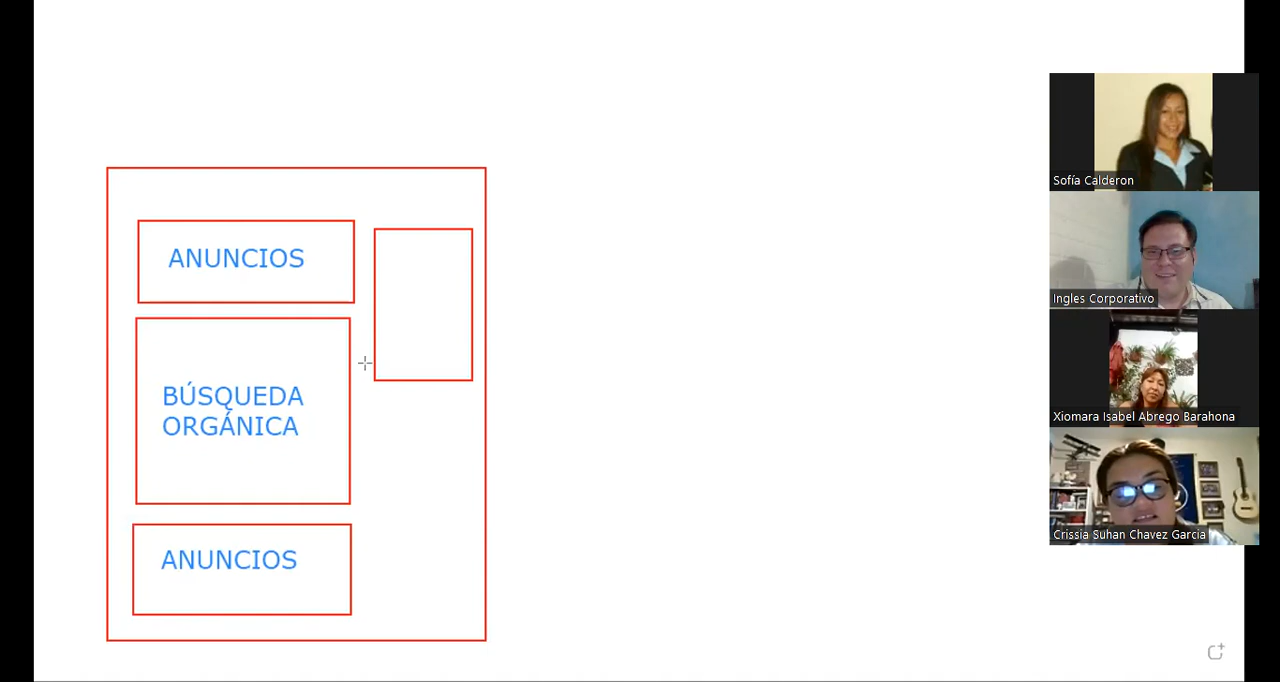 ANUNCIOS
BÚSQUEDA
ORGÁNICA
ANUNCIOS
Sofía Calderon
Ingles Corporativo
Xiomara Isabel Abrego Barahona
Crissia Suhan Chavez Garcia